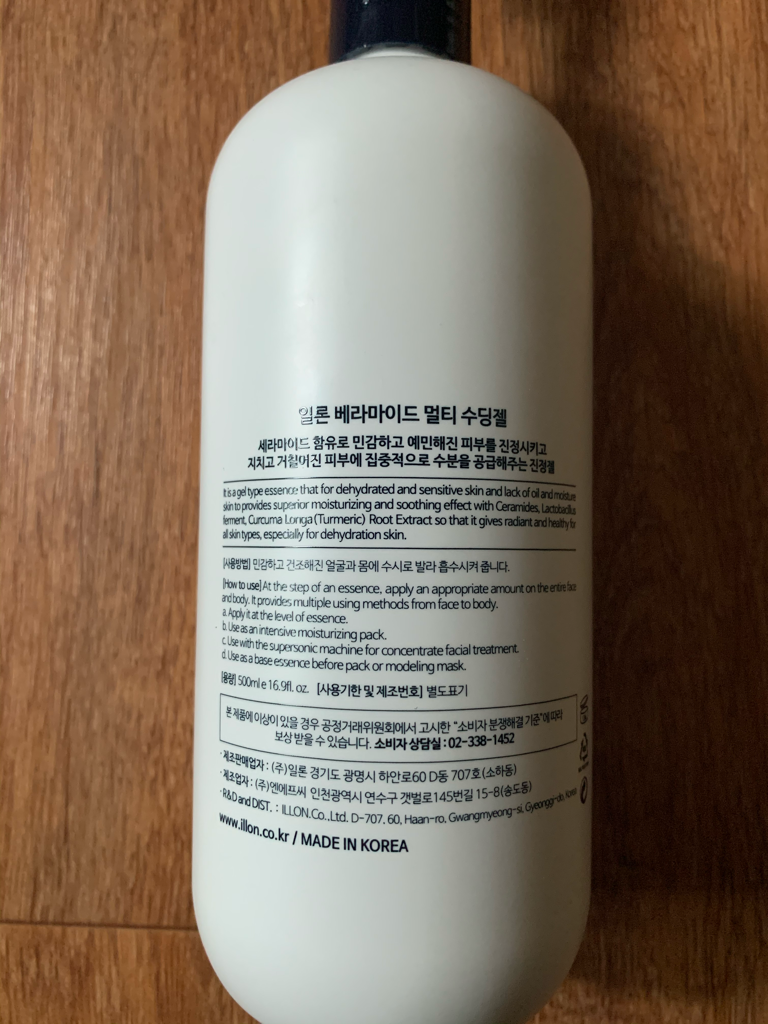 일론 베라마이드 멀티 수딩젤
세라마이드 함유로 민감하고 예민해진 피부를 진정시키고
지치고 거칠어진 피부에 집중적으로 수분을 공급해주는 진정젤
It is a gel type essence that for dehydrated and sensitive skin and lack of oil and moisture
skin to provides superior moisturizing and soothing effect with Ceramides, Lactobacillus
ferment, Curcuma Longa (Turmeric) Root Extract so that it gives radiant and healthy for
all skin types, especially for dehydration skin.
[사용방법] 민감하고 건조해진 얼굴과 몸에 수시로 발라 흡수시켜 줍니다.
[How to use] At the step of an essence, apply an appropriate amount on the entire face
and body. It provides multiple using methods from face to body.
a. Apply it at the level of essence.
b. Use as an intensive moisturizing pack.
c. Use with the supersonic machine for concentrate facial treatment.
d. Use as a base essence before pack or modeling mask.
[용량] 500ml e 16.9fl. oz. [사용기한 및 제조번호] 별도표기
본 제품에 이상이 있을 경우 공정거래위원회에서 고시한 "소비자 분쟁해결 기준"에 따라
보상 받을 수 있습니다. 소비자 상담실 : 02-338-1452
· 제조판매업자 : (주)일론 경기도 광명시 하안로60 D동 707호(소하동)
· 제조업자 : (주)엔에프씨 인천광역시 연수구 갯벌로145번길 15-8(송도동)
· R&D and DIST. : ILLON.Co.,Ltd. D-707, 60, Haan-ro, Gwangmyeong-si, Gyeonggi-do, Korea
www.illon.co.kr / MADE IN KOREA